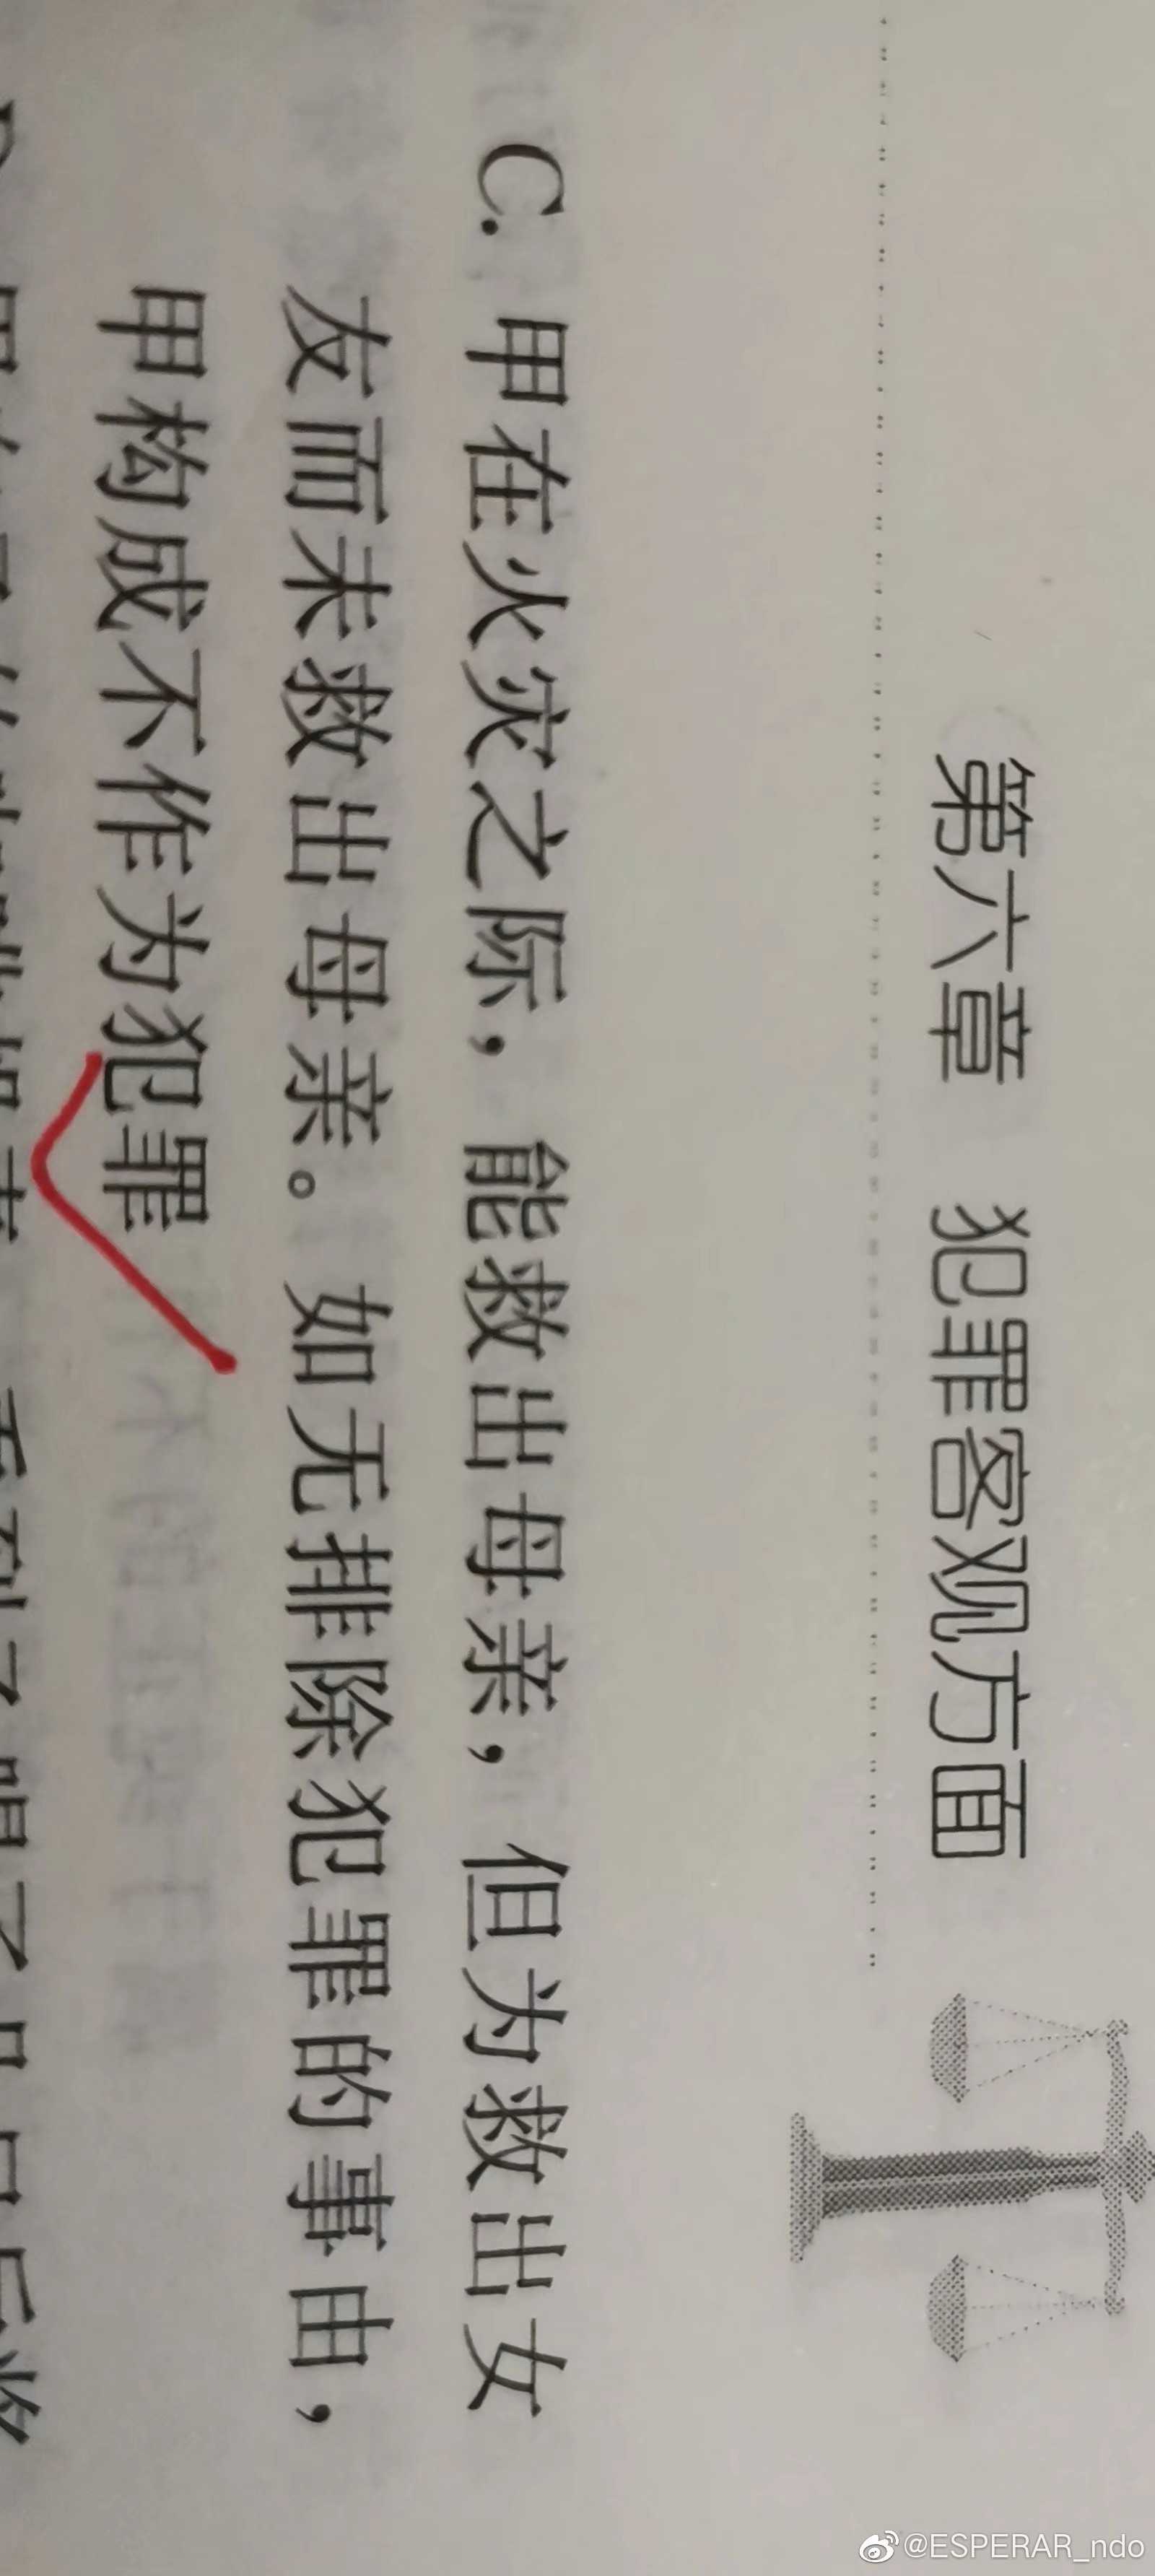 第六章 犯罪客观方面
C. 甲在火灾之际，能救出母亲，但为救出女
友而未救出母亲。如无排除犯罪的事由，
甲构成不作为犯罪
@ESPERAR_ndo